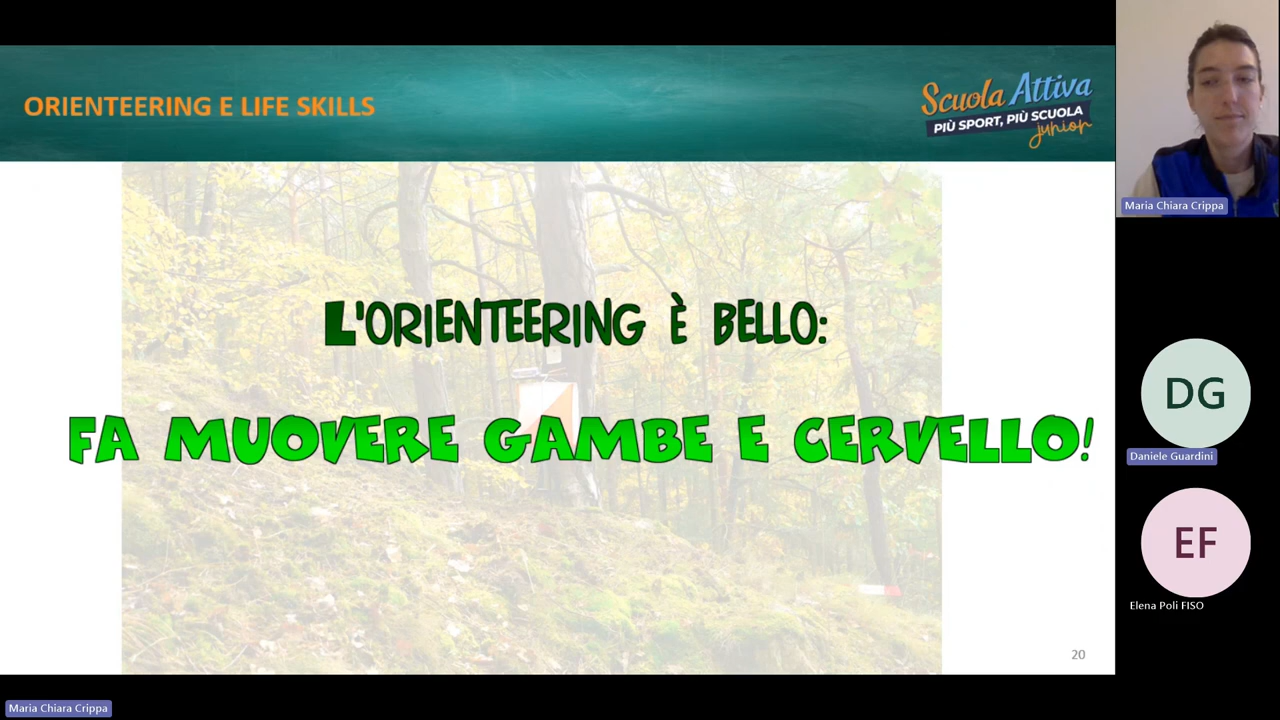 ORIENTEERING E LIFE SKILLS
Scuola Attiva
PIÙ SPORT, PIÙ SCUOLA
junior
L'ORIENTEERING È BELLO:
FA MUOVERE GAMBE E CERVELLO!
20
Maria Chiara Crippa
DG
Daniele Guardini
EF
Elena Poli FISO
Maria Chiara Crippa